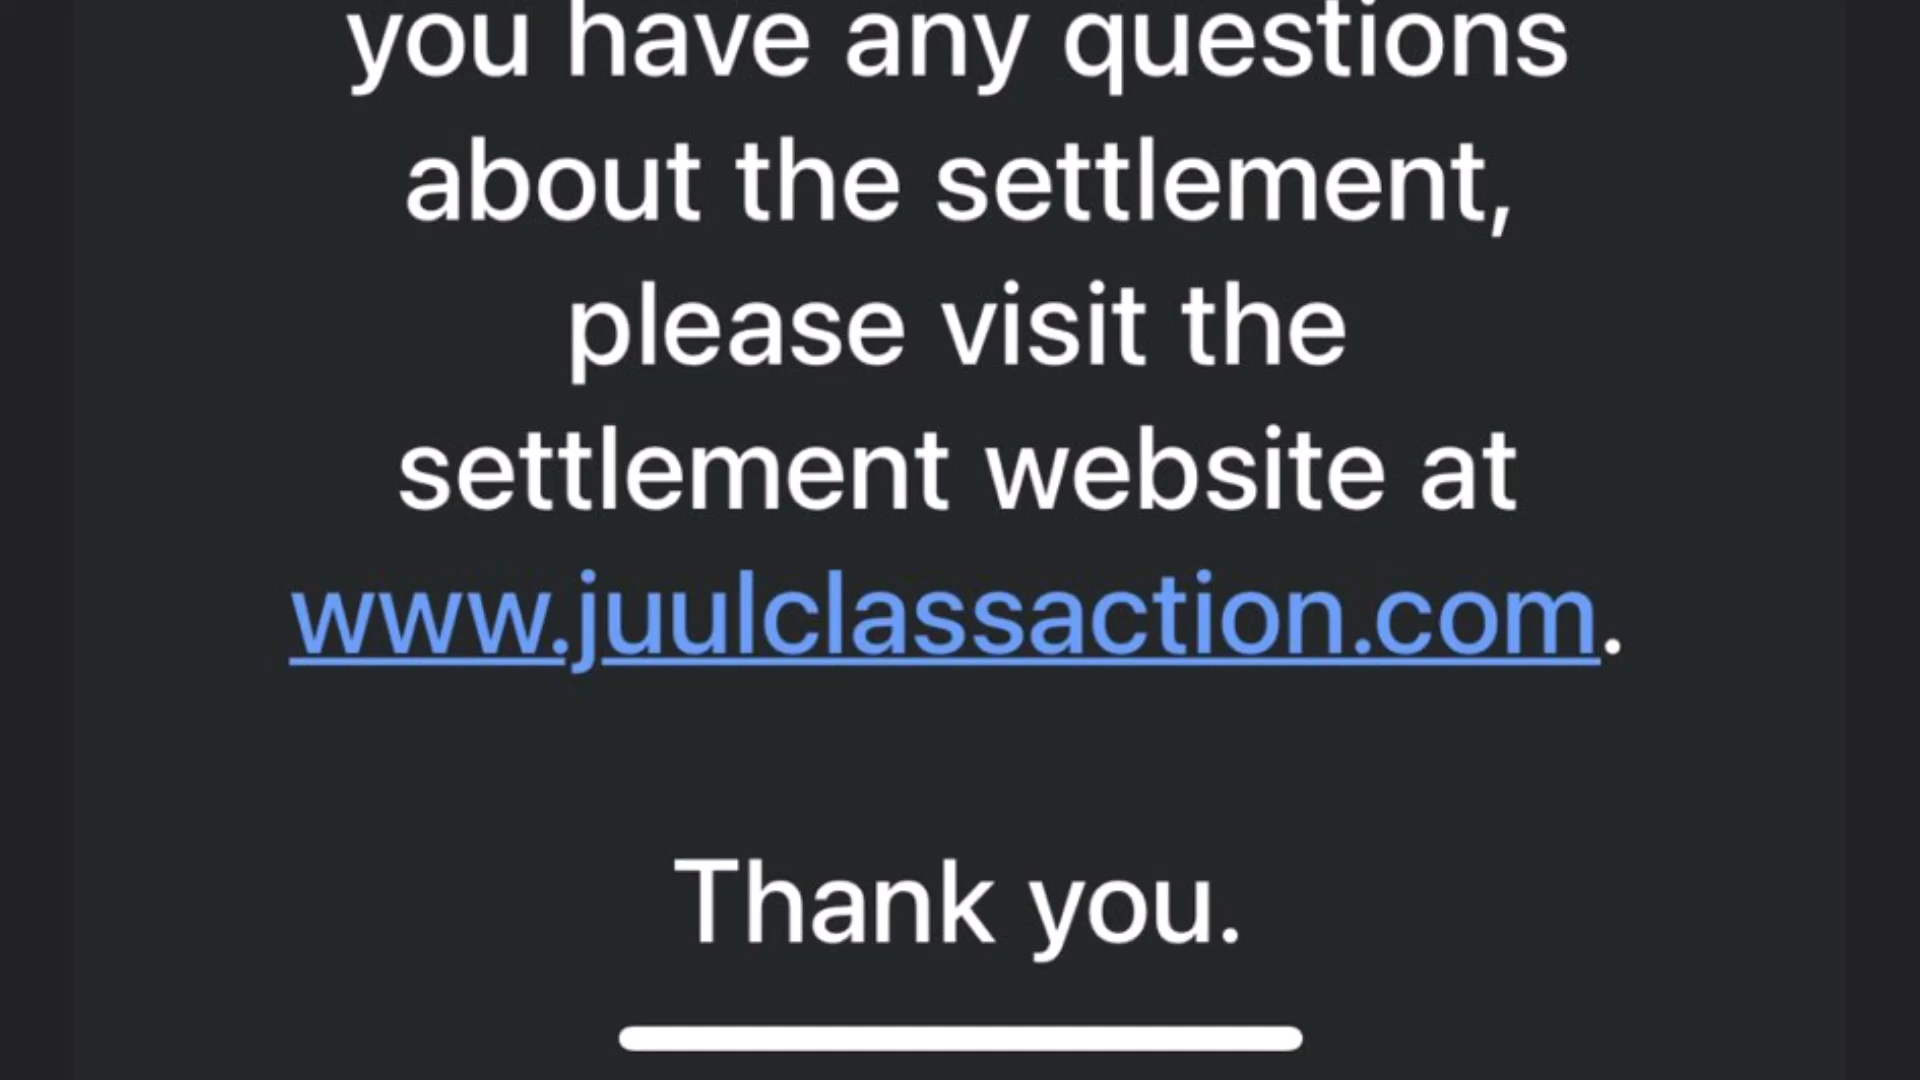 you have any questions
about the settlement,
please visit the
settlement website at
www.juulclassaction.com.
Thank you.